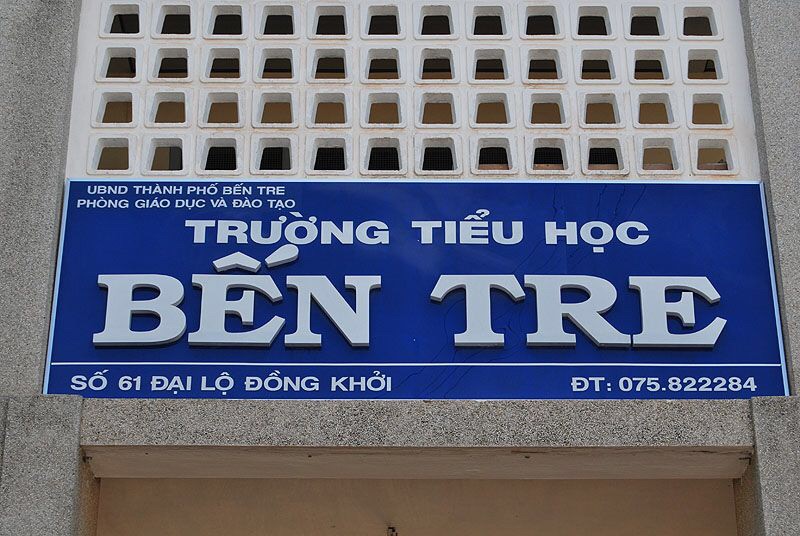 UBND THÀNH PHỐ BẾN TRE
PHÒNG GIÁO DỤC VÀ ĐÀO TẠO
TRƯỜNG TIỂU HỌC
BẾN TRE
SỐ 61 ĐẠI LỘ ĐỒNG KHỞI ĐT: 075.822284